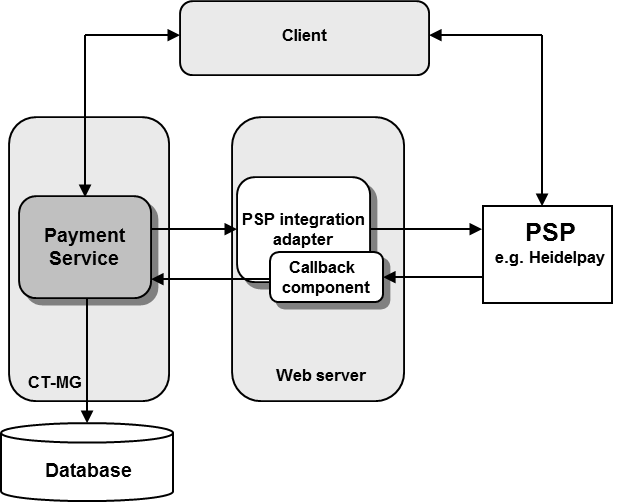 Client
Payment
Service
CT-MG
PSP integration
adapter
Callback
component
Web server
PSP
e.g. Heidelpay
Database